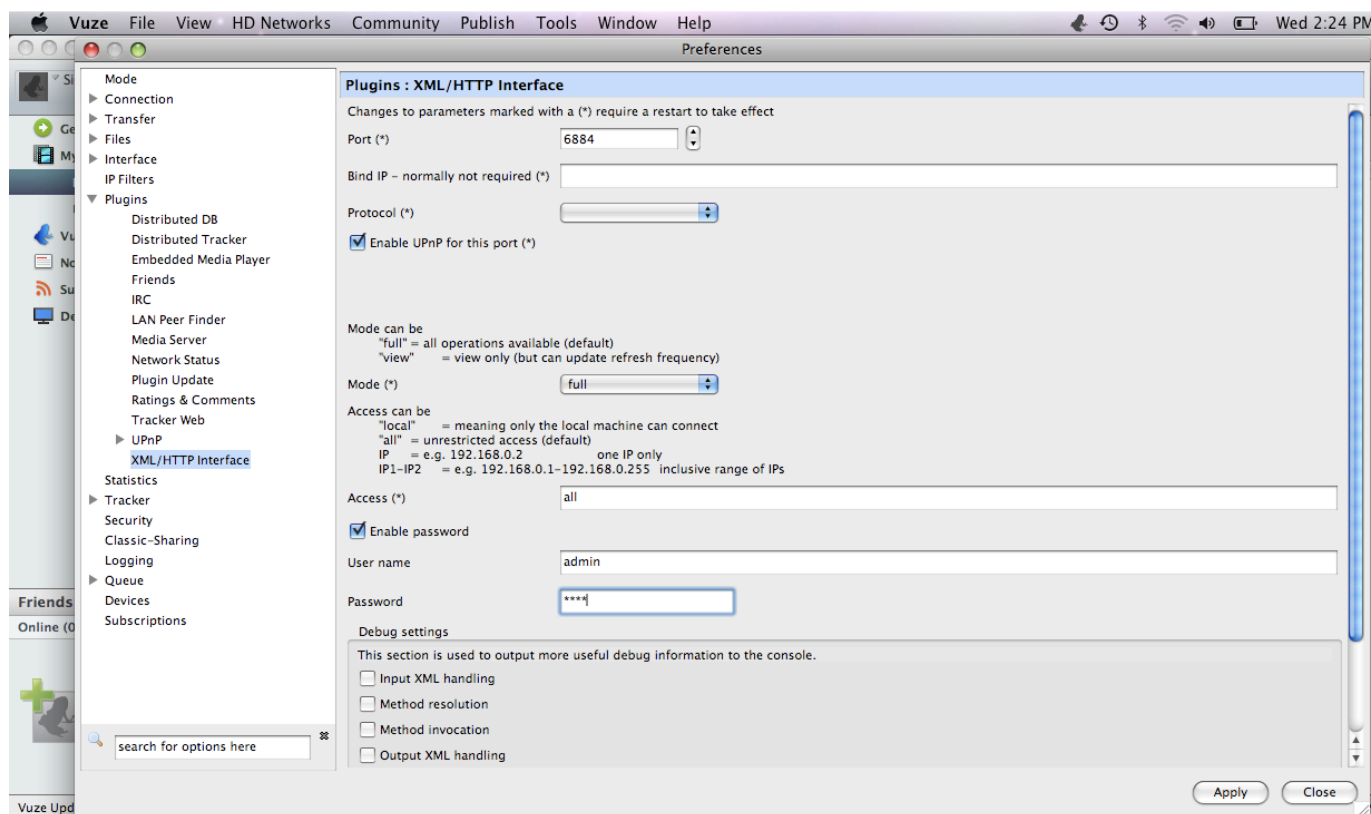 Vuze File View HD Networks Community Publish Tools Window Help Wed 2:24 PM
Preferences
Mode
Connection
Transfer
Files
Interface
IP Filters
Plugins
Distributed DB
Distributed Tracker
Embedded Media Player
Friends
IRC
LAN Peer Finder
Media Server
Network Status
Plugin Update
Ratings & Comments
Tracker Web
UPnP
XML/HTTP Interface
Statistics
Tracker
Security
Classic-Sharing
Logging
Queue
Devices
Subscriptions
search for options here
Friends
Online (0
Vuze Upd
Plugins : XML/HTTP Interface
Changes to parameters marked with a (*) require a restart to take effect
Port (*) 6884
Bind IP - normally not required (*)
Protocol (*)
Enable UPnP for this port (*)
Mode can be
"full" = all operations available (default)
"view" = view only (but can update refresh frequency)
Mode (*) full
Access can be
"local" = meaning only the local machine can connect
"all" = unrestricted access (default)
IP = e.g. 192.168.0.2 one IP only
IP1-IP2 = e.g. 192.168.0.1-192.168.0.255 inclusive range of IPs
Access (*) all
Enable password
User name admin
Password ****
Debug settings
This section is used to output more useful debug information to the console.
Input XML handling
Method resolution
Method invocation
Output XML handling
Apply Close